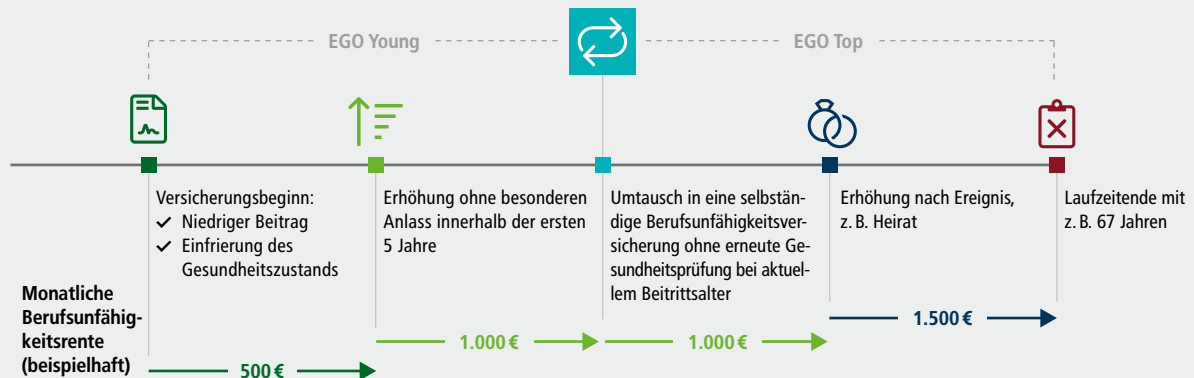 EGO Young
EGO Top
Versicherungsbeginn:
✓ Niedriger Beitrag
✓ Einfrierung des
Gesundheitszustands
Erhöhung ohne besonderen
Anlass innerhalb der ersten
5 Jahre
Umtausch in eine selbstän-
dige Berufsunfähigkeitsver-
sicherung ohne erneute Ge-
sundheitsprüfung bei aktuel-
lem Beitrittsalter
Erhöhung nach Ereignis,
z. B. Heirat
Laufzeitende mit
z. B. 67 Jahren
Monatliche
Berufsunfähig-
keitsrente
(beispielhaft)
500 €
1.000 €
1.000 €
1.500 €